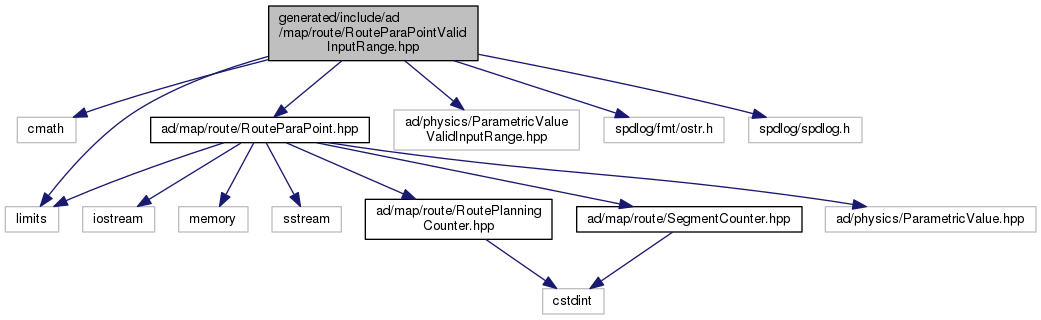 generated/include/ad
/map/route/RouteParaPointValid
InputRange.hpp
cmath
ad/map/route/RouteParaPoint.hpp
ad/physics/ParametricValue
ValidInputRange.hpp
spdlog/fmt/ostr.h
spdlog/spdlog.h
limits
iostream
memory
sstream
ad/map/route/RoutePlanning
Counter.hpp
ad/map/route/SegmentCounter.hpp
ad/physics/ParametricValue.hpp
cstdint